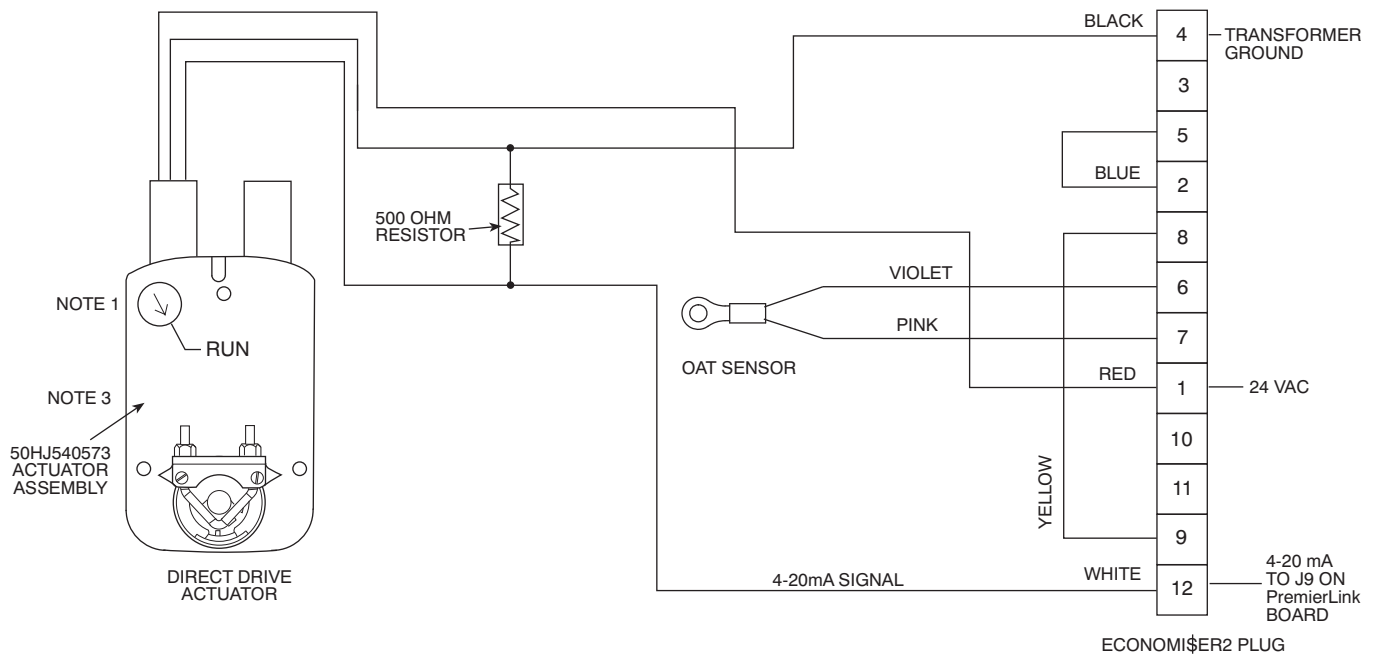 BLACK
4
TRANSFORMER
GROUND
3
5
BLUE
2
500 OHM
RESISTOR
8
VIOLET
6
NOTE 1
RUN
PINK
7
OAT SENSOR
RED
1
24 VAC
NOTE 3
50HJ540573
ACTUATOR
ASSEMBLY
10
YELLOW
11
9
DIRECT DRIVE
ACTUATOR
4-20mA SIGNAL
WHITE
12
4-20 mA
TO J9 ON
PremierLink
BOARD
ECONOMI$ER2 PLUG